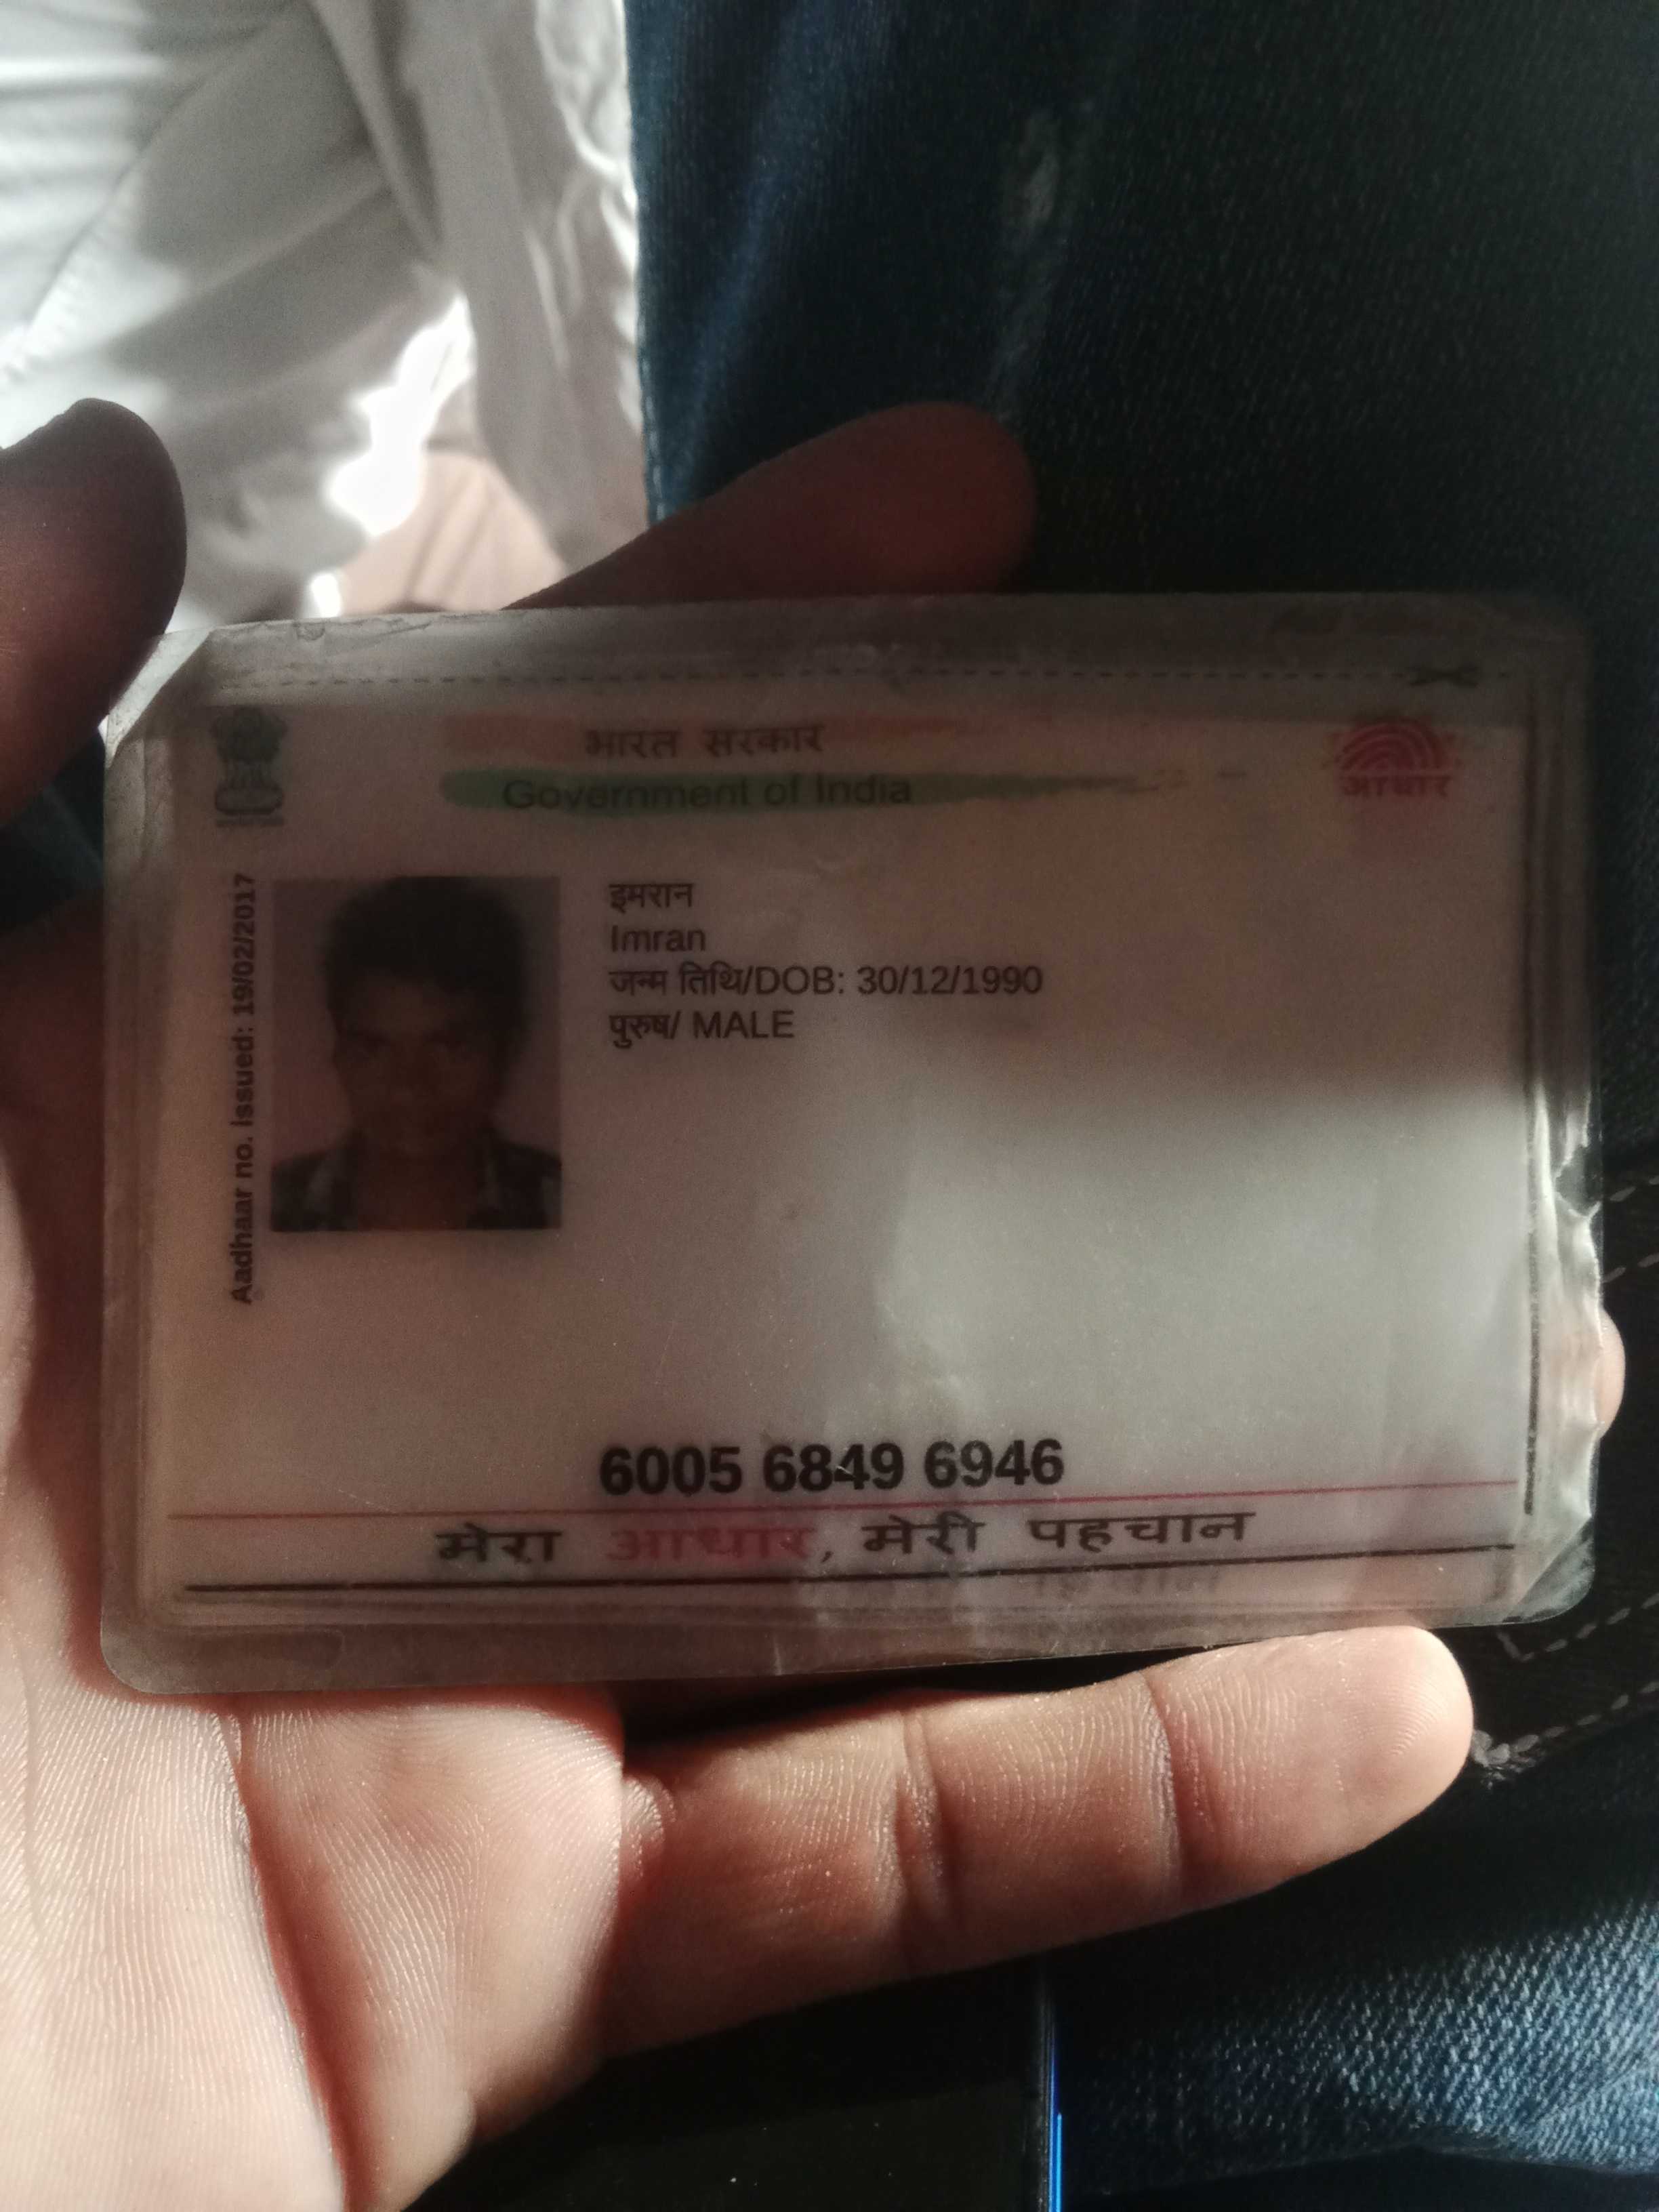 भारत सरकार
Government of India
आधार
Aadhaar no. issued: 19/02/2017
इमरान
Imran
जन्म तिथि/DOB: 30/12/1990
पुरुष/ MALE
6005 6849 6946
मेरा आधार, मेरी पहचान